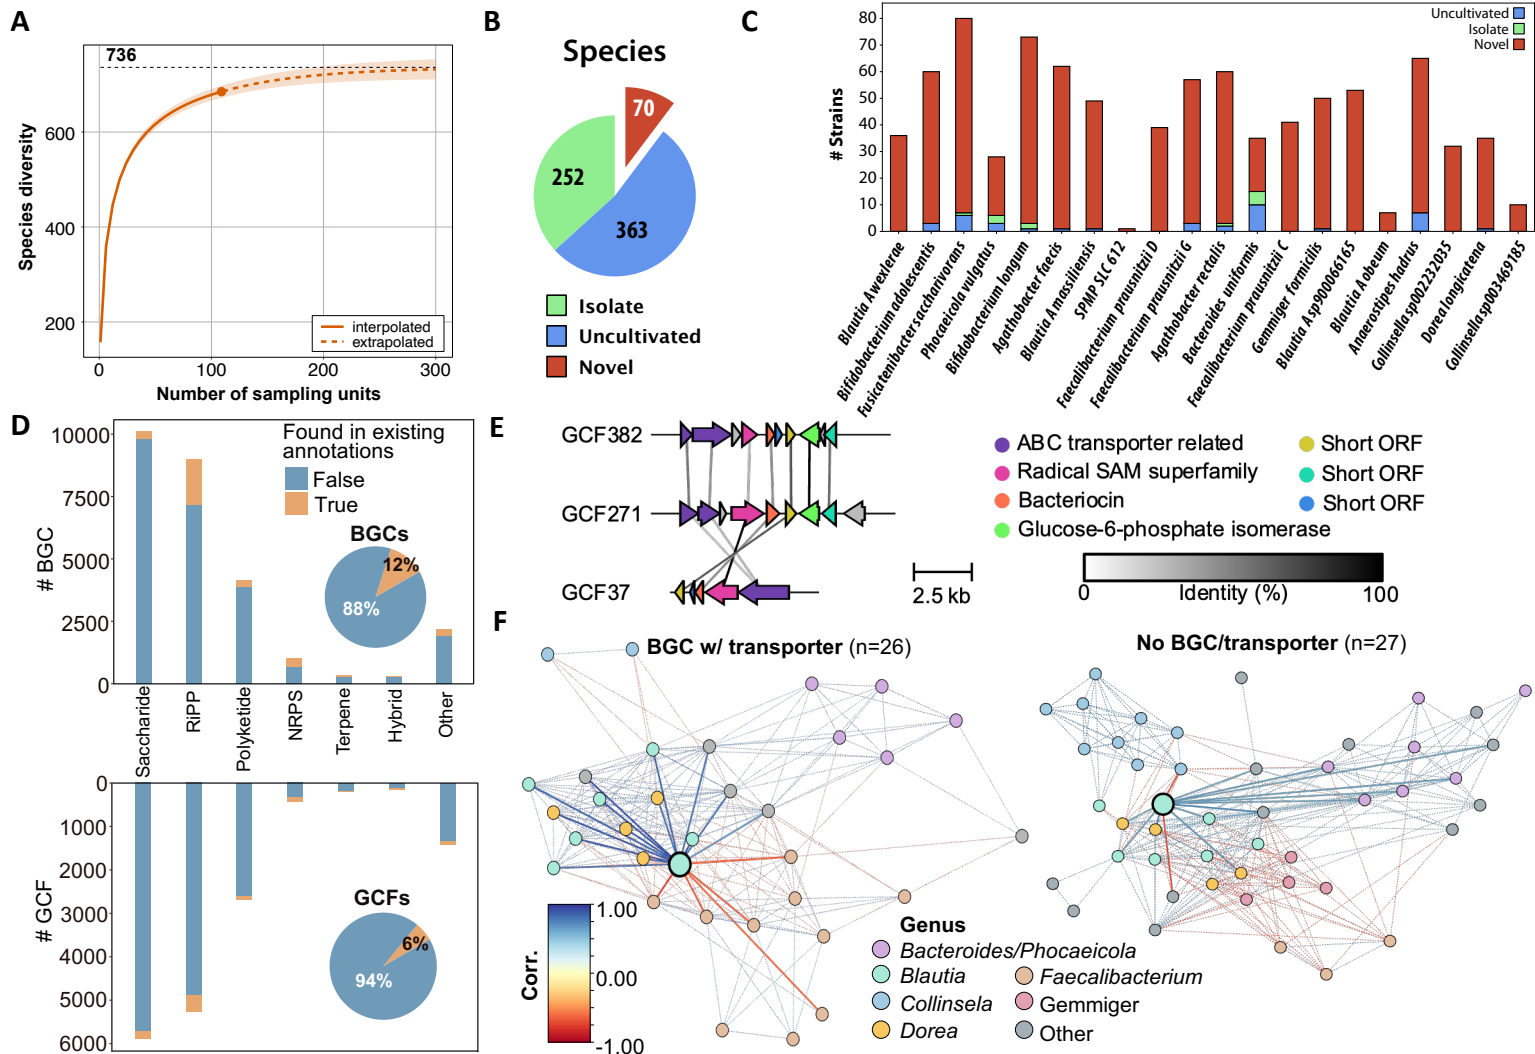 A
736
600
400
200
Species diversity
interpolated
extrapolated
0
100
200
300
Number of sampling units
B
Species
70
252
363
Isolate
Uncultivated
Novel
C
Uncultivated
Isolate
Novel
# Strains
80
70
60
50
40
30
20
10
0
Blautia A wexlerae
Bifidobacterium adolescentis
Fusicatenibacter saccharivorans
Phocaeicola vulgatus
Bifidobacterium longum
Agathobacter faecis
Blautia A massiliensis
SPMP SLC 612
Faecalibacterium prausnitzii D
Faecalibacterium prausnitzii G
Agathobacter rectalis
Bacteroides uniformis
Faecalibacterium prausnitzii C
Gemmiger formicilis
Blautia A sp900066165
Blautia A obeum
Anaerostipes hadrus
Collinsella sp002232035
Dorea longicatena
Collinsella sp003469185
D
10000
7500
5000
2500
0
# BGC
Found in existing
annotations
False
True
BGCs
12%
88%
Saccharide
RiPP
Polyketide
NRPS
Terpene
Hybrid
Other
0
1000
2000
3000
4000
5000
6000
# GCF
GCFs
6%
94%
E
GCF382
GCF271
GCF37
ABC transporter related
Radical SAM superfamily
Bacteriocin
Glucose-6-phosphate isomerase
Short ORF
Short ORF
Short ORF
2.5 kb
0
Identity (%)
100
F
BGC w/ transporter (n=26)
No BGC/transporter (n=27)
Corr.
1.00
0.00
-1.00
Genus
Bacteroides/Phocaeicola
Blautia
Collinsela
Dorea
Faecalibacterium
Gemmiger
Other